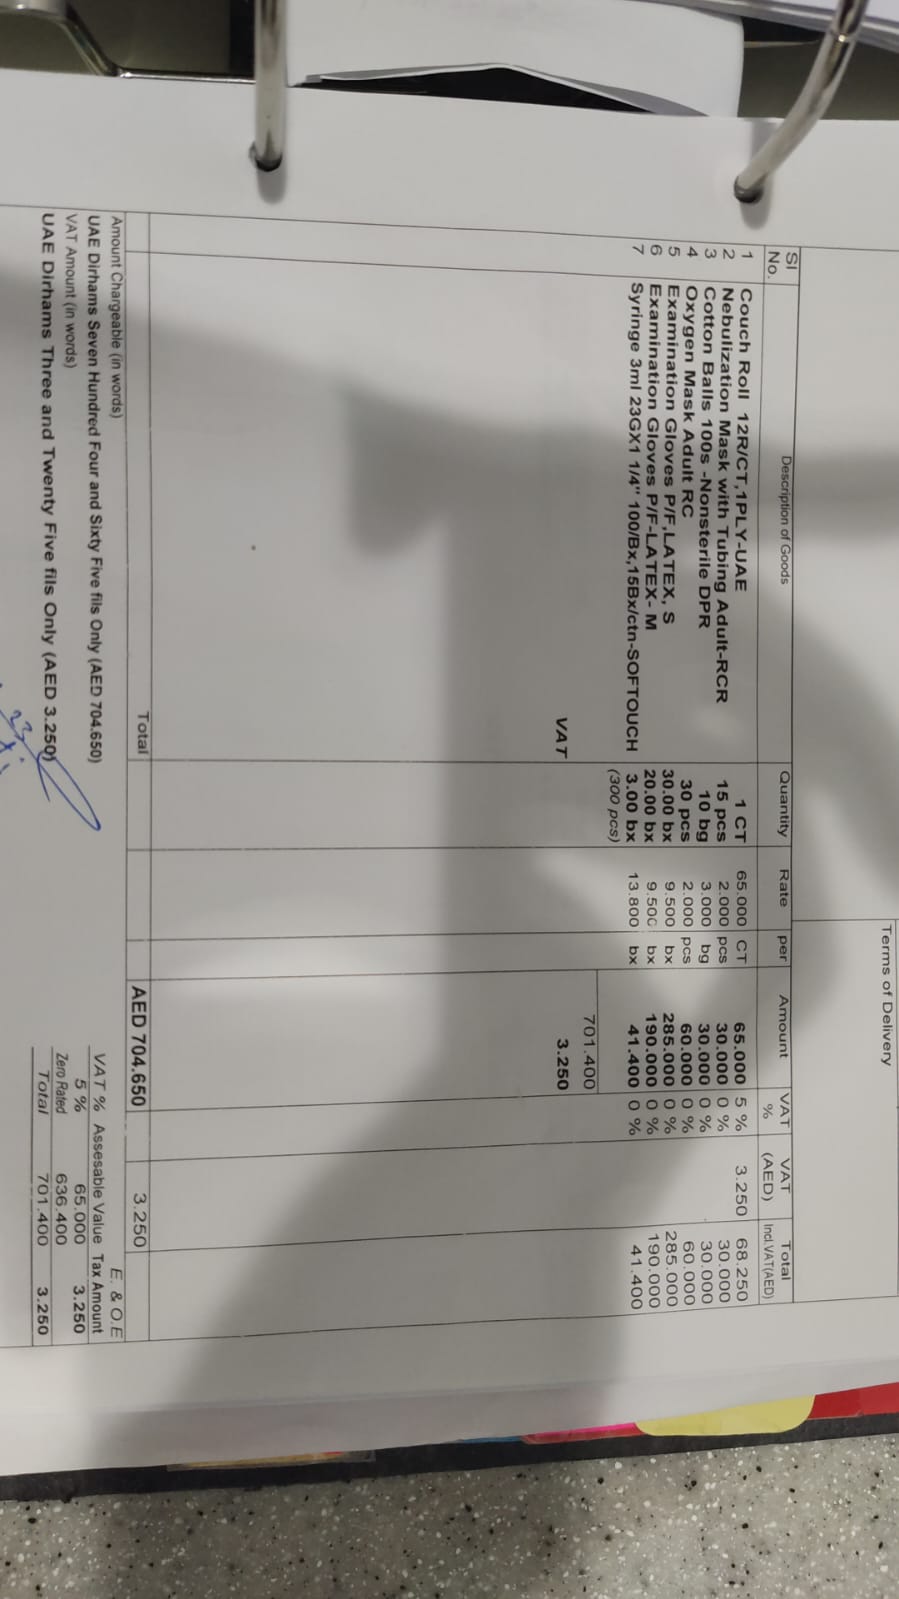 Terms of Delivery
SI No. Description of Goods Quantity Rate per Amount VAT % VAT (AED) Total Incl.VAT(AED)
1 Couch Roll 12R/CT,1PLY-UAE 1 CT 65.000 CT 65.000 5 % 3.250 68.250
2 Nebulization Mask with Tubing Adult-RCR 15 pcs 2.000 pcs 30.000 0 % 30.000
3 Cotton Balls 100s -Nonsterile DPR 10 bg 3.000 bg 30.000 0 % 30.000
4 Oxygen Mask Adult RC 30 pcs 2.000 pcs 60.000 0 % 60.000
5 Examination Gloves P/F,LATEX, S 30.00 bx 9.500 bx 285.000 0 % 285.000
6 Examination Gloves P/F-LATEX- M 20.00 bx 9.500 bx 190.000 0 % 190.000
7 Syringe 3ml 23GX1 1/4" 100/Bx,15Bx/ctn-SOFTOUCH 3.00 bx 13.800 bx 41.400 0 % 41.400
(300 pcs)
701.400
VAT 3.250
Total AED 704.650 3.250
Amount Chargeable (in words) E. & O.E
UAE Dirhams Seven Hundred Four and Sixty Five fils Only (AED 704.650)
VAT Amount (in words)
UAE Dirhams Three and Twenty Five fils Only (AED 3.250)
VAT % Assesable Value Tax Amount
5 % 65.000 3.250
Zero Rated 636.400
Total 701.400 3.250
23